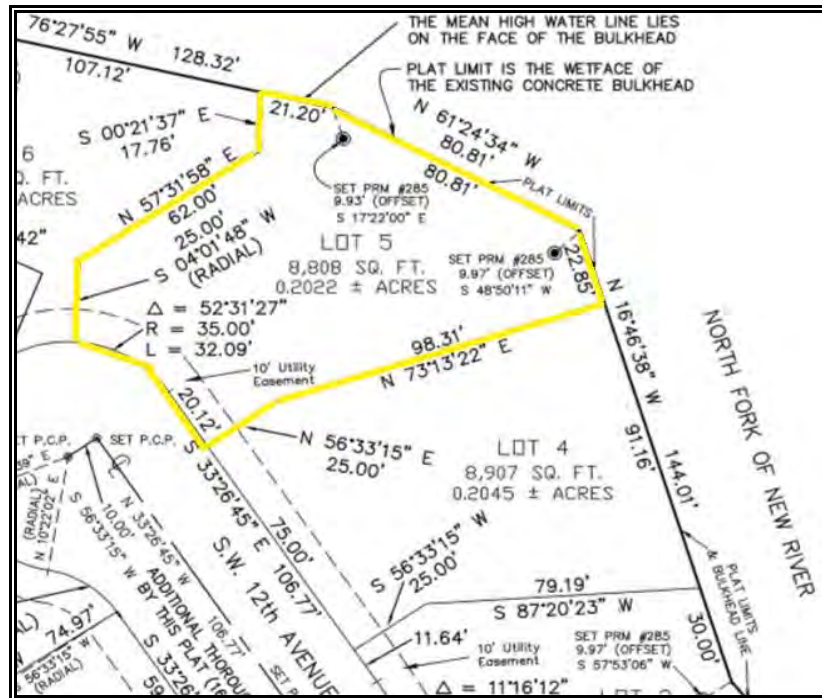 76°27'55" W
128.32'
107.12'
THE MEAN HIGH WATER LINE LIES
ON THE FACE OF THE BULKHEAD
PLAT LIMIT IS THE WETFACE OF
THE EXISTING CONCRETE BULKHEAD
21.20'
S 00°21'37" E
17.76'
N 61°24'34" W
80.81'
80.81'
PLAT LIMITS
6
Q. FT.
ACRES
42"
N 57°31'58" E
62.00'
25.00'
S 04°01'48" W
(RADIAL)
SET PRM #285
9.93' (OFFSET)
S 17°22'00" E
LOT 5
8,808 SQ. FT.
0.2022 ± ACRES
SET PRM #285
9.97' (OFFSET)
S 48°50'11" W
22.85'
Δ = 52°31'27"
R = 35.00'
L = 32.09'
98.31'
N 73°13'22" E
N 16°46'38" W
91.16'
144.01'
NORTH FORK OF NEW RIVER
10' Utility
Easement
20.12'
N 56°33'15" E
25.00'
LOT 4
8,907 SQ. FT.
0.2045 ± ACRES
SET P.C.P.
SET P.C.P.
S 33°26'45" E
75.00'
106.77'
S.W. 12th AVENUE
(RADIAL)
N 10°22'02" E
10.00'
S 56°33'15" W
N 33°26'45" W
106.77'
ADDITIONAL THOROU
BY THIS PLAT (16
SET P
S 56°33'15" W
25.00'
79.19'
S 87°20'23" W
11.64'
10' Utility
Easement
SET PRM #285
9.97' (OFFSET)
S 57°53'06" W
PLAT LIMITS
& BULKHEAD LINE
30.00'
74.97'
S 56°33'15" W
(RADIAL)
S 33°26'
59
Δ = 11°16'12"